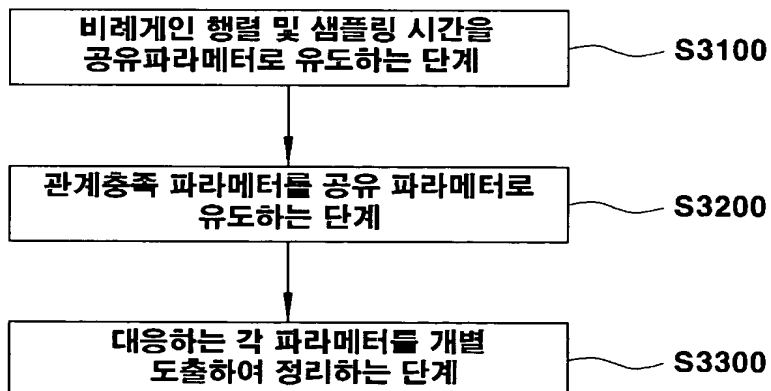 비례게인 행렬 및 샘플링 시간을
공유파라메터로 유도하는 단계
S3100
관계충족 파라메터를 공유 파라메터로
유도하는 단계
S3200
대응하는 각 파라메터를 개별
도출하여 정리하는 단계
S3300